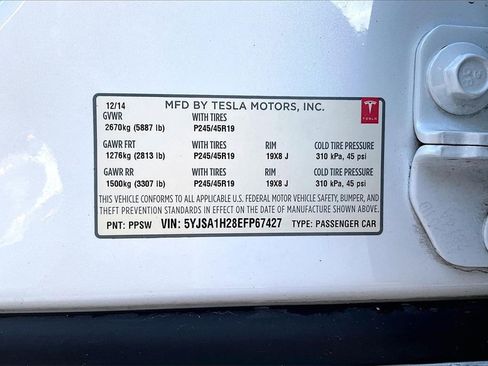 12/14 MFD BY TESLA MOTORS, INC.
GVWR WITH TIRES
2670kg (5887 lb) P245/45R19
TESLA
GAWR FRT WITH TIRES RIM COLD TIRE PRESSURE
1276kg (2813 lb) P245/45R19 19X8 J 310 kPa, 45 psi
GAWR RR WITH TIRES RIM COLD TIRE PRESSURE
1500kg (3307 lb) P245/45R19 19X8 J 310 kPa, 45 psi
THIS VEHICLE CONFORMS TO ALL APPLICABLE U.S. FEDERAL MOTOR VEHICLE SAFETY, BUMPER, AND
THEFT PREVENTION STANDARDS IN EFFECT ON THE DATE OF MANUFACTURE SHOWN ABOVE.
PNT: PPSW VIN: 5YJSA1H28EFP67427 TYPE: PASSENGER CAR